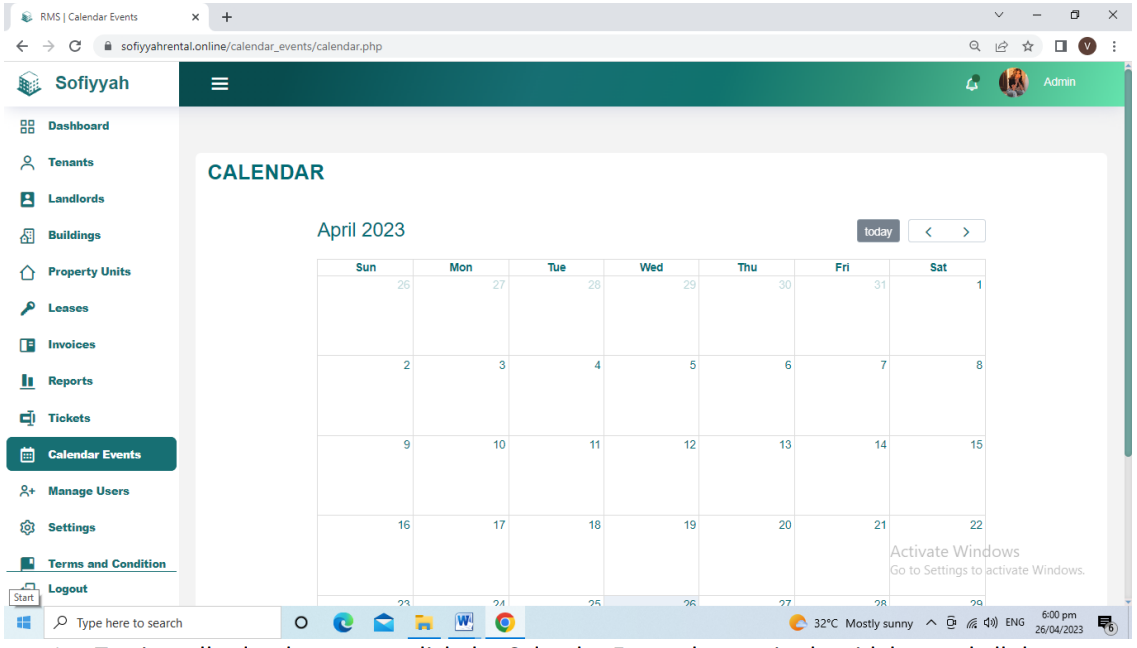 RMS | Calendar Events
sofiyyahrental.online/calendar_events/calendar.php
V
Sofiyyah
Admin
Dashboard
Tenants
Landlords
Buildings
Property Units
Leases
Invoices
Reports
Tickets
Calendar Events
Manage Users
Settings
Terms and Condition
Logout
Start
CALENDAR
April 2023
today
Sun Mon Tue Wed Thu Fri Sat
26 27 28 29 30 31 1
2 3 4 5 6 7 8
9 10 11 12 13 14 15
16 17 18 19 20 21 22
23 24 25 26 27 28 29
Activate Windows
Go to Settings to activate Windows.
Type here to search
32°C Mostly sunny
ENG
6:00 pm
26/04/2023
6